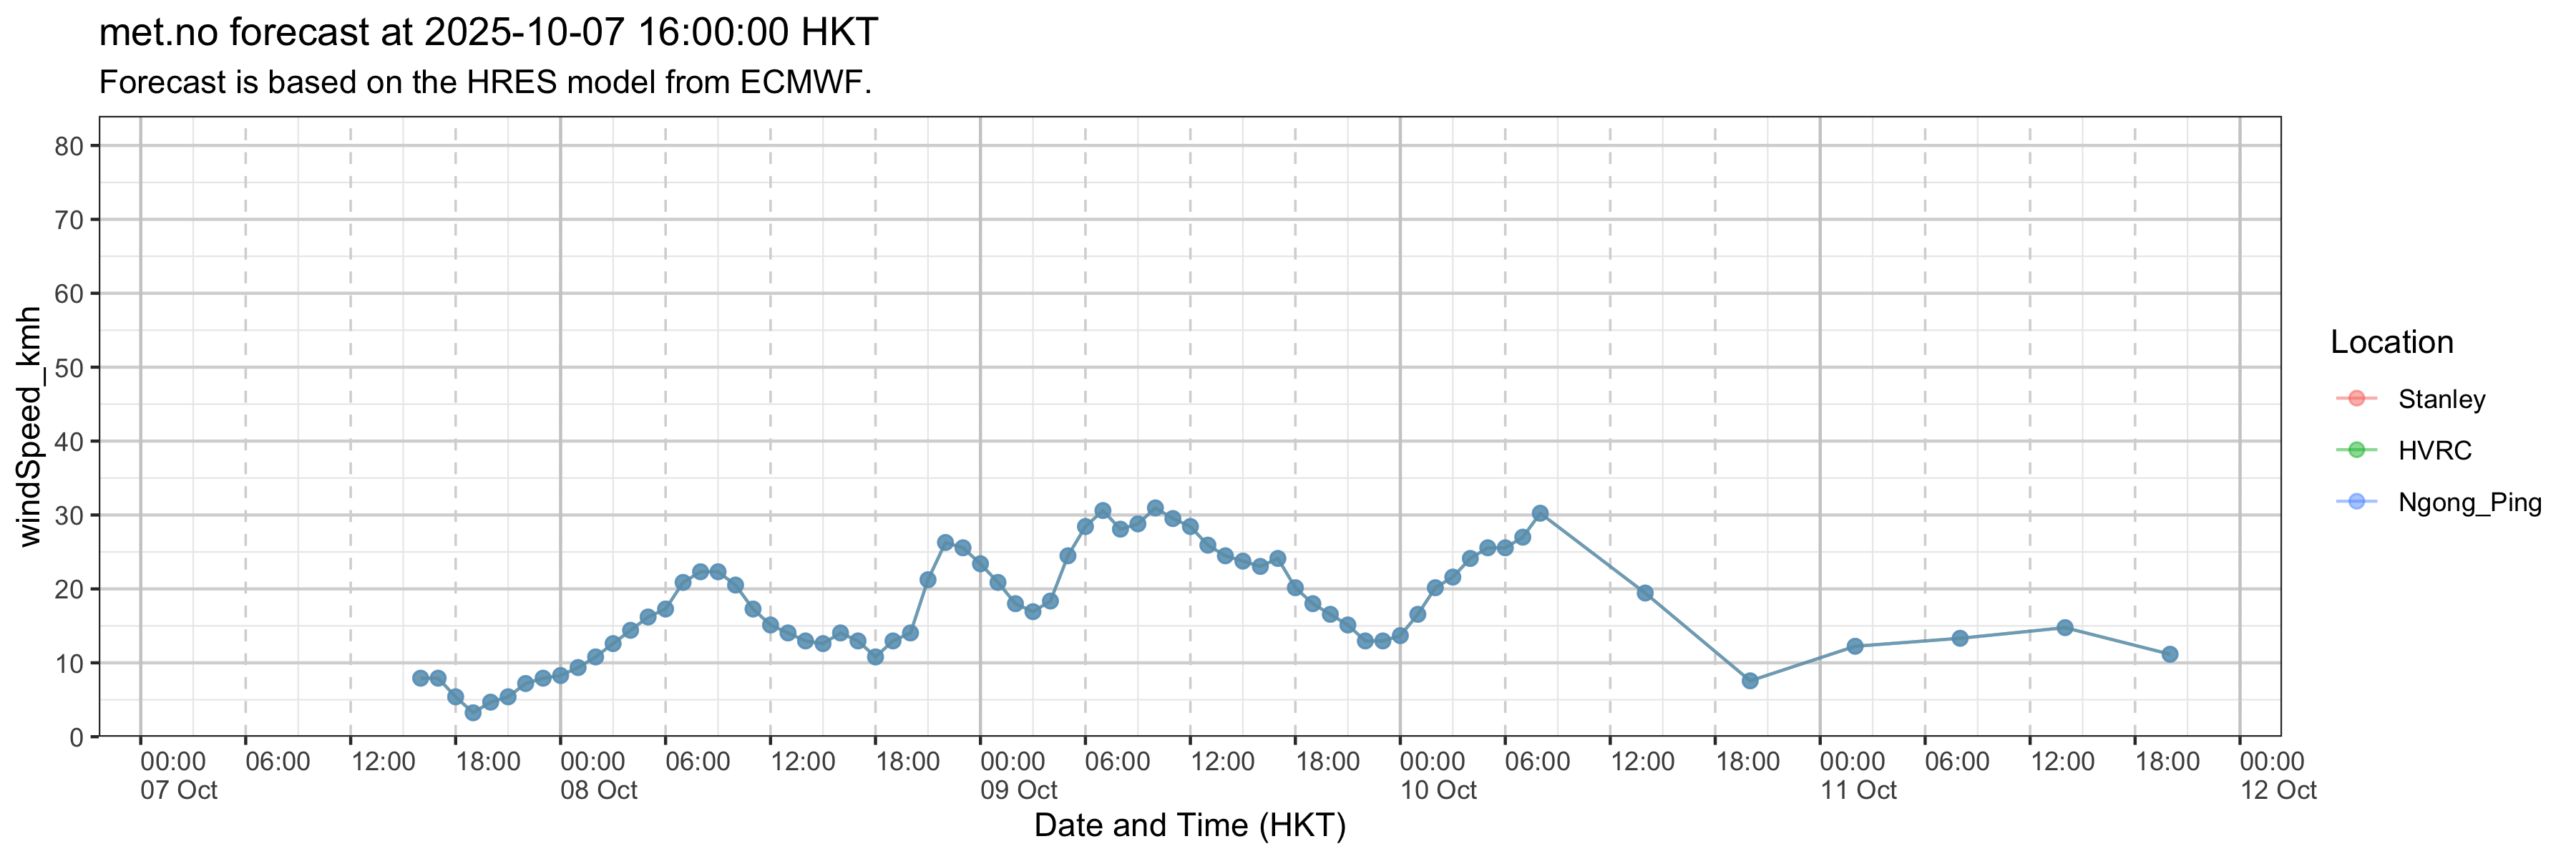 met.no forecast at 2025-10-07 16:00:00 HKT
Forecast is based on the HRES model from ECMWF.
windSpeed_kmh
80
70
60
50
40
30
20
10
0
00:00 06:00 12:00 18:00 00:00 06:00 12:00 18:00 00:00 06:00 12:00 18:00 00:00 06:00 12:00 18:00 00:00 06:00 12:00 18:00 00:00
07 Oct 08 Oct 09 Oct 10 Oct 11 Oct 12 Oct
Date and Time (HKT)
Location
Stanley
HVRC
Ngong_Ping